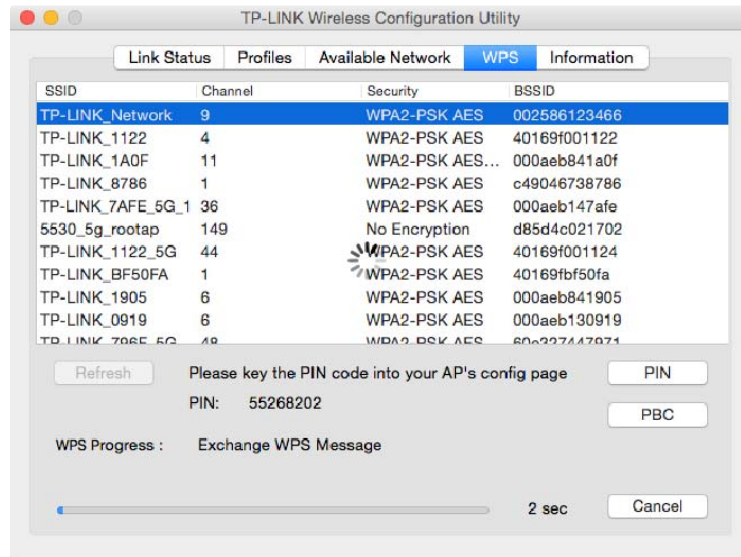 TP-LINK Wireless Configuration Utility
Link Status Profiles Available Network WPS Information
SSID Channel Security BSSID
TP-LINK_Network 9 WPA2-PSK AES 002586123466
TP-LINK_1122 4 WPA2-PSK AES 40169f001122
TP-LINK_1A0F 11 WPA2-PSK AES... 000aeb841a0f
TP-LINK_8786 1 WPA2-PSK AES c49046738786
TP-LINK_7AFE_5G_1 36 WPA2-PSK AES 000aeb147afe
5530_5g_rootap 149 No Encryption d85d4c021702
TP-LINK_1122_5G 44 WPA2-PSK AES 40169f001124
TP-LINK_BF50FA 1 WPA2-PSK AES 40169fbf50fa
TP-LINK_1905 6 WPA2-PSK AES 000aeb841905
TP-LINK_0919 6 WPA2-PSK AES 000aeb130919
48 WPA2-PSK AES
Refresh Please key the PIN code into your AP's config page PIN
PIN: 55268202
PBC
WPS Progress : Exchange WPS Message
2 sec Cancel